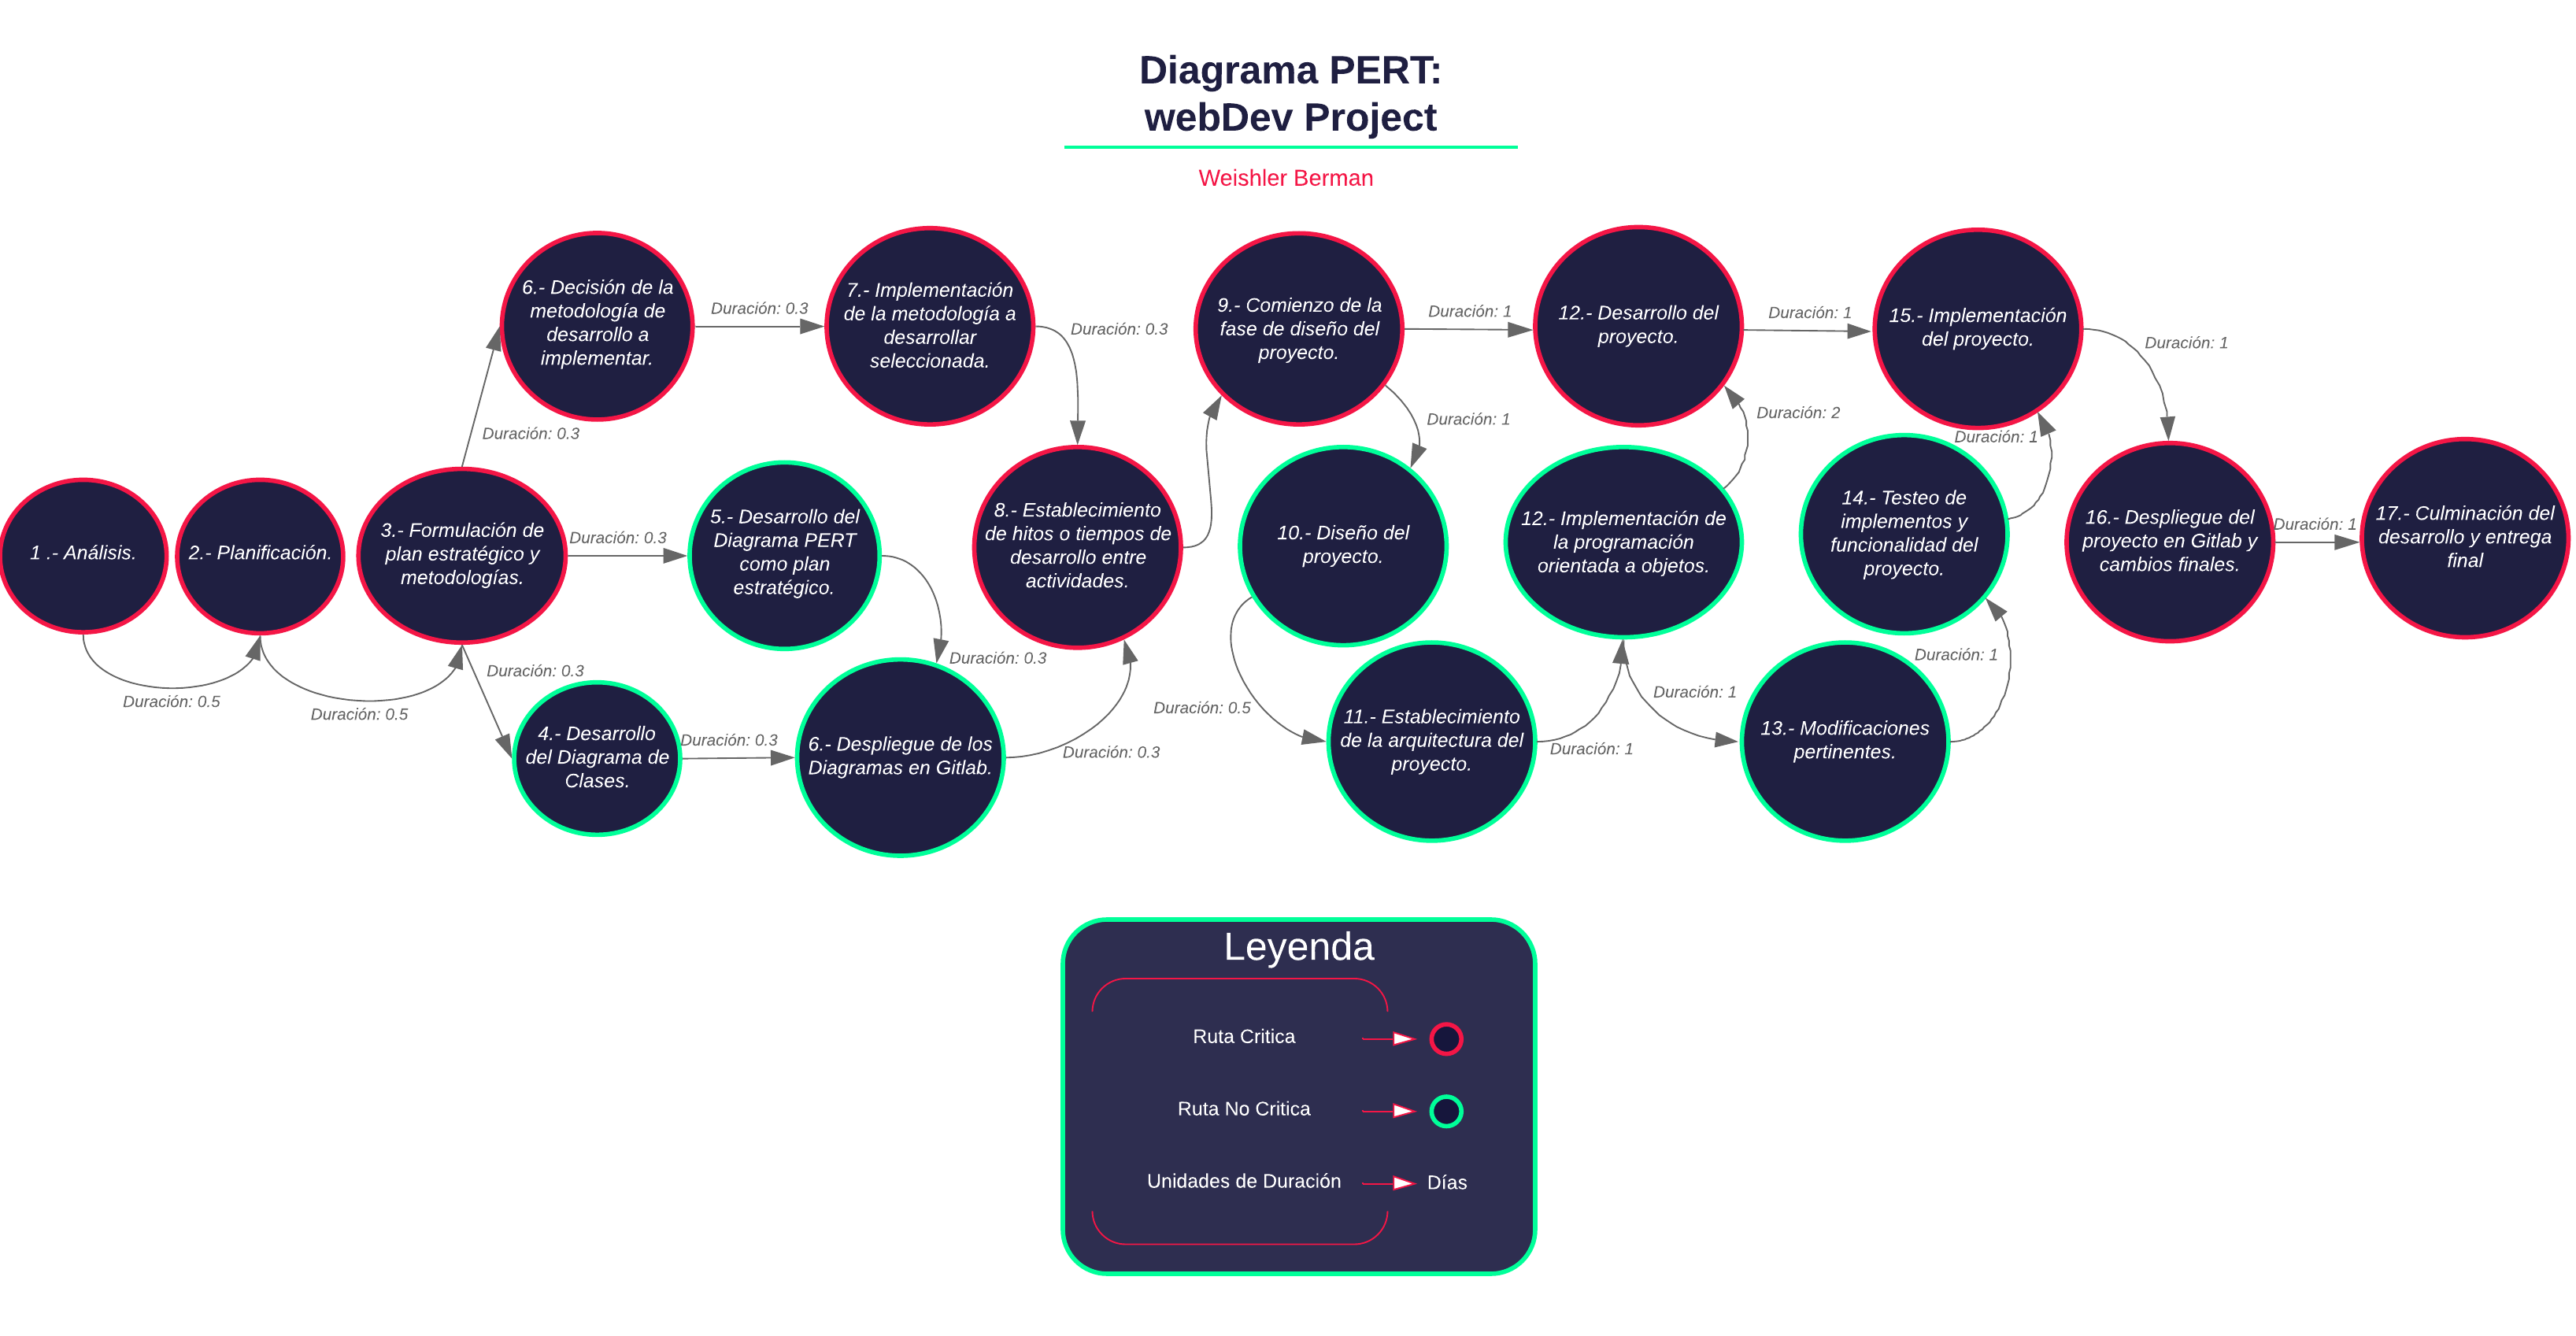 Diagrama PERT:
webDev Project
Weishler Berman
1 .- Análisis.
Duración: 0.5
2.- Planificación.
Duración: 0.5
3.- Formulación de
plan estratégico y
metodologías.
Duración: 0.3
Duración: 0.3
Duración: 0.3
6.- Decisión de la
metodología de
desarrollo a
implementar.
Duración: 0.3
7.- Implementación
de la metodología a
desarrollar
seleccionada.
Duración: 0.3
5.- Desarrollo del
Diagrama PERT
como plan
estratégico.
Duración: 0.3
4.- Desarrollo
del Diagrama de
Clases.
Duración: 0.3
6.- Despliegue de los
Diagramas en Gitlab.
Duración: 0.3
8.- Establecimiento
de hitos o tiempos de
desarrollo entre
actividades.
9.- Comienzo de la
fase de diseño del
proyecto.
Duración: 1
Duración: 1
10.- Diseño del
proyecto.
Duración: 0.5
11.- Establecimiento
de la arquitectura del
proyecto.
Duración: 1
12.- Implementación de
la programación
orientada a objetos.
Duración: 2
Duración: 1
12.- Desarrollo del
proyecto.
Duración: 1
13.- Modificaciones
pertinentes.
Duración: 1
14.- Testeo de
implementos y
funcionalidad del
proyecto.
Duración: 1
15.- Implementación
del proyecto.
Duración: 1
16.- Despliegue del
proyecto en Gitlab y
cambios finales.
Duración: 1
17.- Culminación del
desarrollo y entrega
final
Leyenda
Ruta Critica
Ruta No Critica
Unidades de Duración
Días